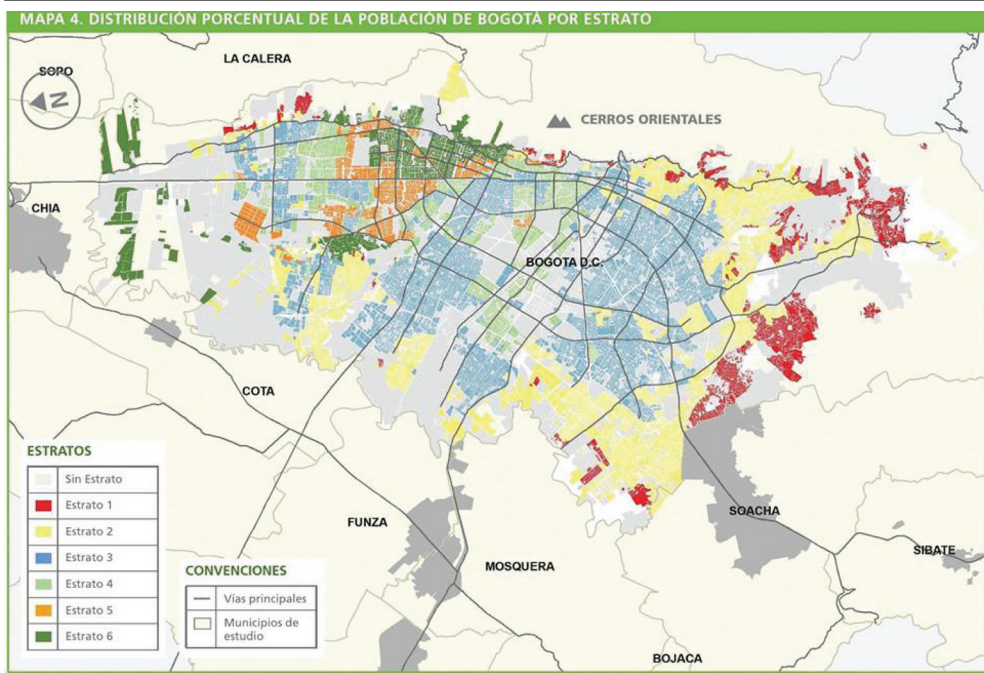 MAPA 4. DISTRIBUCIÓN PORCENTUAL DE LA POBLACIÓN DE BOGOTÁ POR ESTRATO
LA CALERA
SOPO
N
CERROS ORIENTALES
CHIA
BOGOTA D.C.
COTA
ESTRATOS
Sin Estrato
Estrato 1
Estrato 2
Estrato 3
Estrato 4
Estrato 5
Estrato 6
FUNZA
SOACHA
SIBATE
MOSQUERA
CONVENCIONES
Vías principales
Municipios de
estudio
BOJACA